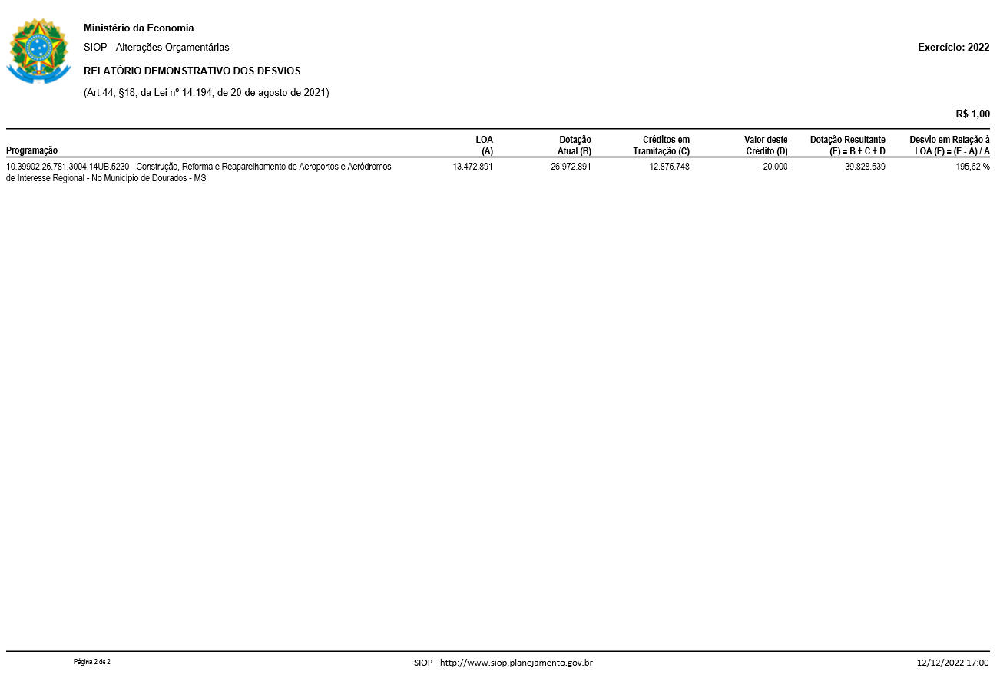 Ministério da Economia
SIOP - Alterações Orçamentárias
Exercício: 2022
RELATÓRIO DEMONSTRATIVO DOS DESVIOS
(Art.44, §18, da Lei nº 14.194, de 20 de agosto de 2021)
R$ 1,00
Programação LOA (A) Dotação Atual (B) Créditos em Tramitação (C) Valor deste Crédito (D) Dotação Resultante (E) = B + C + D Desvio em Relação à LOA (F) = (E - A) / A
10.39902.26.781.3004.14UB.5230 - Construção, Reforma e Reaparelhamento de Aeroportos e Aeródromos 13.472.891 26.972.891 12.875.748 -20.000 39.828.639 195,62 %
de Interesse Regional - No Município de Dourados - MS
Página 2 de 2 SIOP - http://www.siop.planejamento.gov.br 12/12/2022 17:00